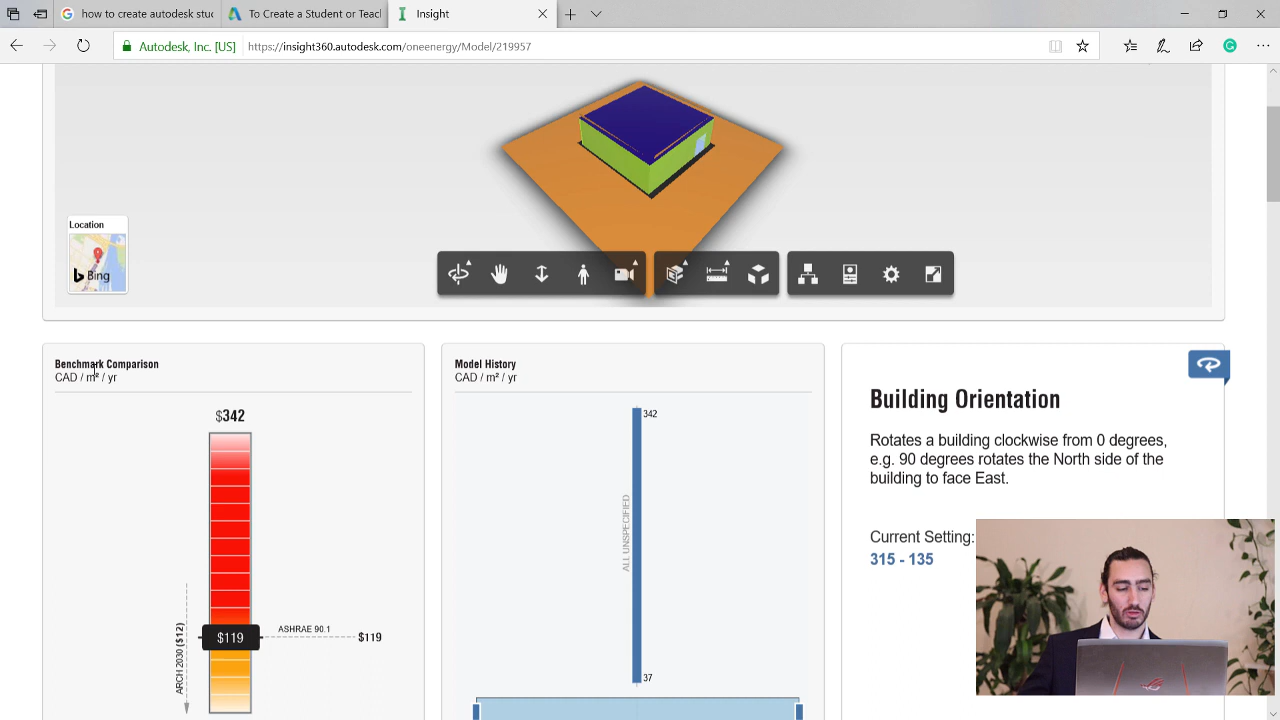 how to create autodesk stu
To Create a Student or Teac
Insight
Autodesk, Inc. [US]
https://insight360.autodesk.com/oneenergy/Model/219957
Location
Bing
Benchmark Comparison
CAD / m² / yr
$342
ARCH 2030 ($12)
$119
ASHRAE 90.1
$119
Model History
CAD / m² / yr
342
ALL UNSPECIFIED
37
Building Orientation
Rotates a building clockwise from 0 degrees,
e.g. 90 degrees rotates the North side of the
building to face East.
Current Setting:
315 - 135